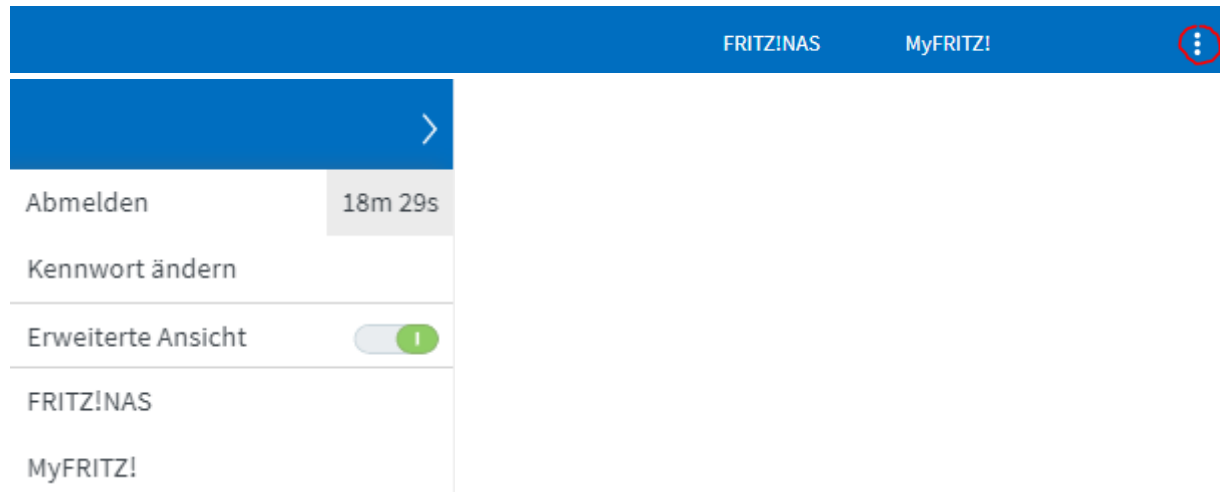 FRITZ!NAS MyFRITZ!
Abmelden 18m 29s
Kennwort ändern
Erweiterte Ansicht
FRITZ!NAS
MyFRITZ!